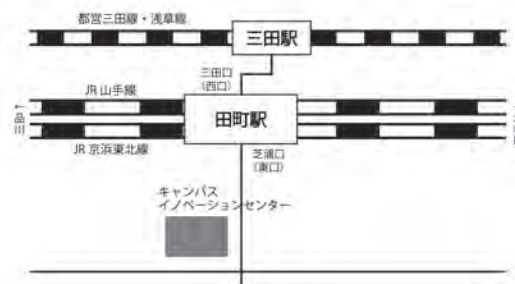 都営三田線・浅草線
三田駅
三田口
(西口)
JR 山手線
田町駅
←品川
JR 京浜東北線
芝浦口
(東口)
キャンパス
イノベーションセンター